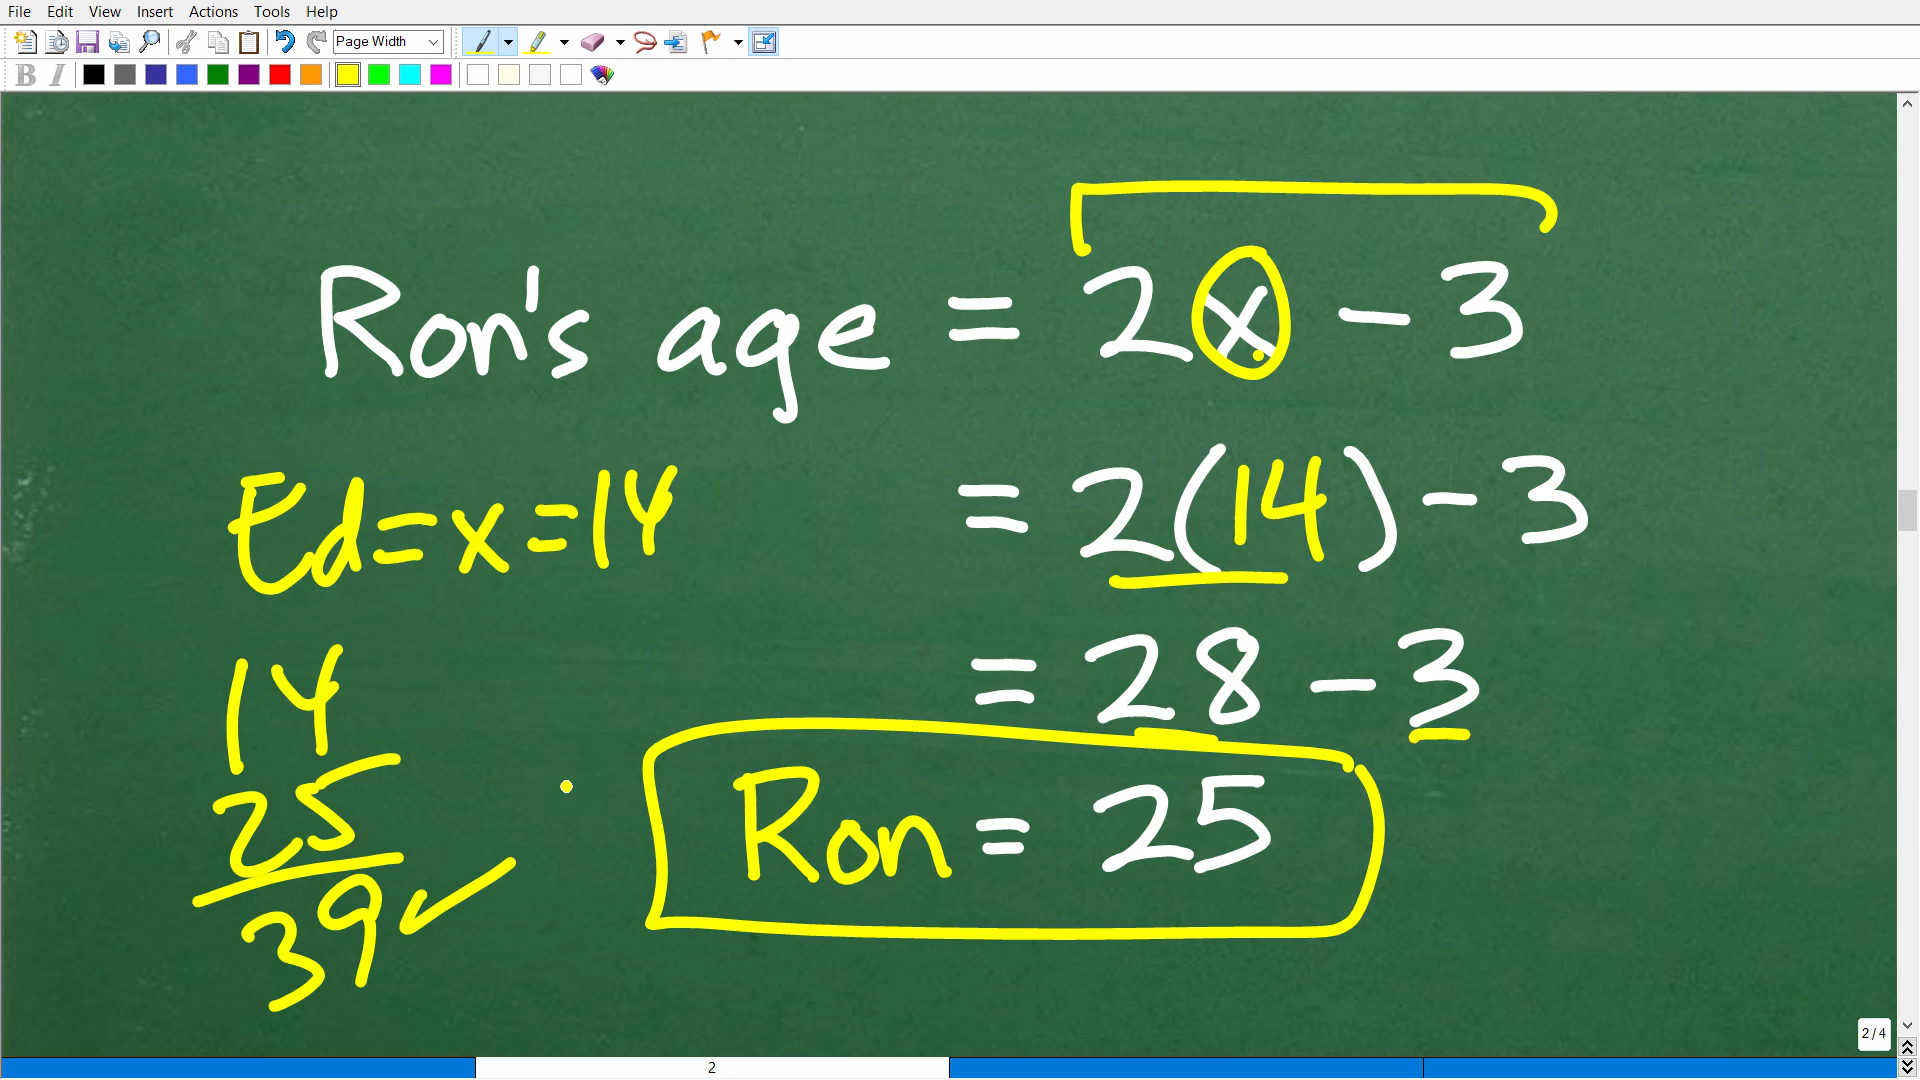 File Edit View Insert Actions Tools Help
Page Width
B I
Ron's age = 2x - 3
Ed = x = 14
= 2(14) - 3
= 28 - 3
14
25
39
Ron = 25
2 / 4
2